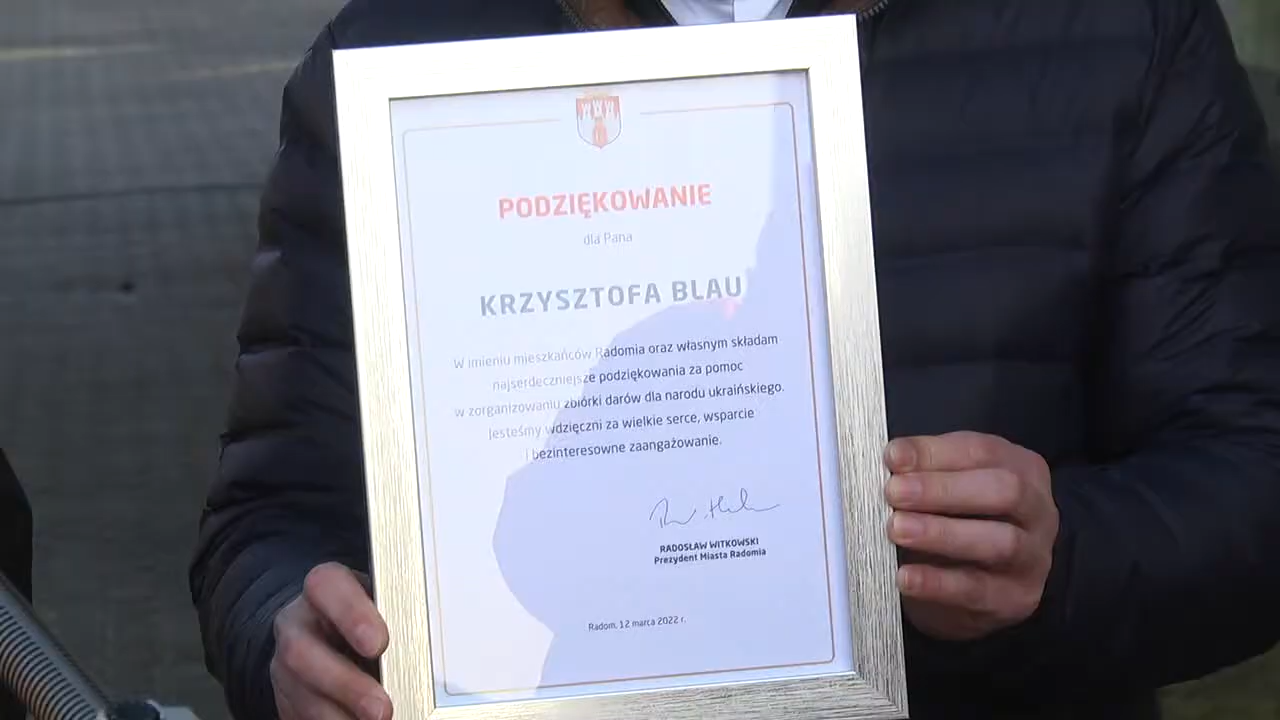 PODZIĘKOWANIE
dla Pana
KRZYSZTOFA BLAU
W imieniu mieszkańców Radomia oraz własnym składam
najserdeczniejsze podziękowania za pomoc
w zorganizowaniu zbiórki darów dla narodu ukraińskiego.
Jesteśmy wdzięczni za wielkie serce, wsparcie
i bezinteresowne zaangażowanie.
RADOSŁAW WITKOWSKI
Prezydent Miasta Radomia
Radom, 12 marca 2022 r.